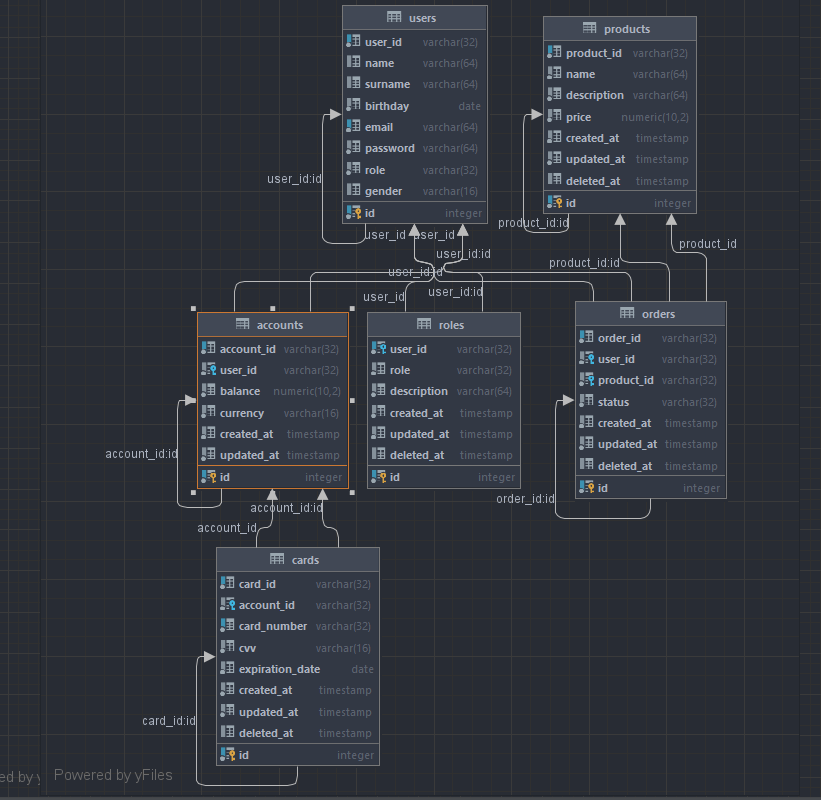 users
user_id varchar(32)
name varchar(64)
surname varchar(64)
birthday date
email varchar(64)
password varchar(64)
role varchar(32)
gender varchar(16)
id integer
user_id:id
products
product_id varchar(32)
name varchar(64)
description varchar(64)
price numeric(10,2)
created_at timestamp
updated_at timestamp
deleted_at timestamp
id integer
product_id:id
user_id
user_id
user_id:id
product_id
product_id:id
user_id:id
user_id
user_id:id
accounts
account_id varchar(32)
user_id varchar(32)
balance numeric(10,2)
currency varchar(16)
created_at timestamp
updated_at timestamp
id integer
account_id:id
roles
user_id varchar(32)
role varchar(32)
description varchar(64)
created_at timestamp
updated_at timestamp
deleted_at timestamp
id integer
orders
order_id varchar(32)
user_id varchar(32)
product_id varchar(32)
status varchar(32)
created_at timestamp
updated_at timestamp
deleted_at timestamp
id integer
order_id:id
account_id:id
account_id
cards
card_id varchar(32)
account_id varchar(32)
card_number varchar(32)
cvv varchar(16)
expiration_date date
created_at timestamp
updated_at timestamp
deleted_at timestamp
id integer
card_id:id
ed by y
Powered by yFiles